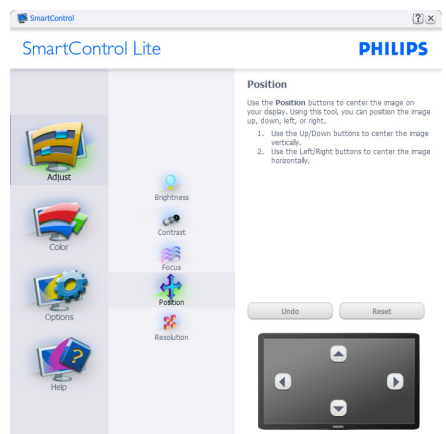 SmartControl
SmartControl Lite
PHILIPS
Adjust
Color
Options
Help
Brightness
Contrast
Focus
Position
Resolution
Position
Use the Position buttons to center the image on
your display. Using this tool, you can position the image
up, down, left, or right.
1. Use the Up/Down buttons to center the image
vertically.
2. Use the Left/Right buttons to center the image
horizontally.
Undo
Reset
PHILIPS